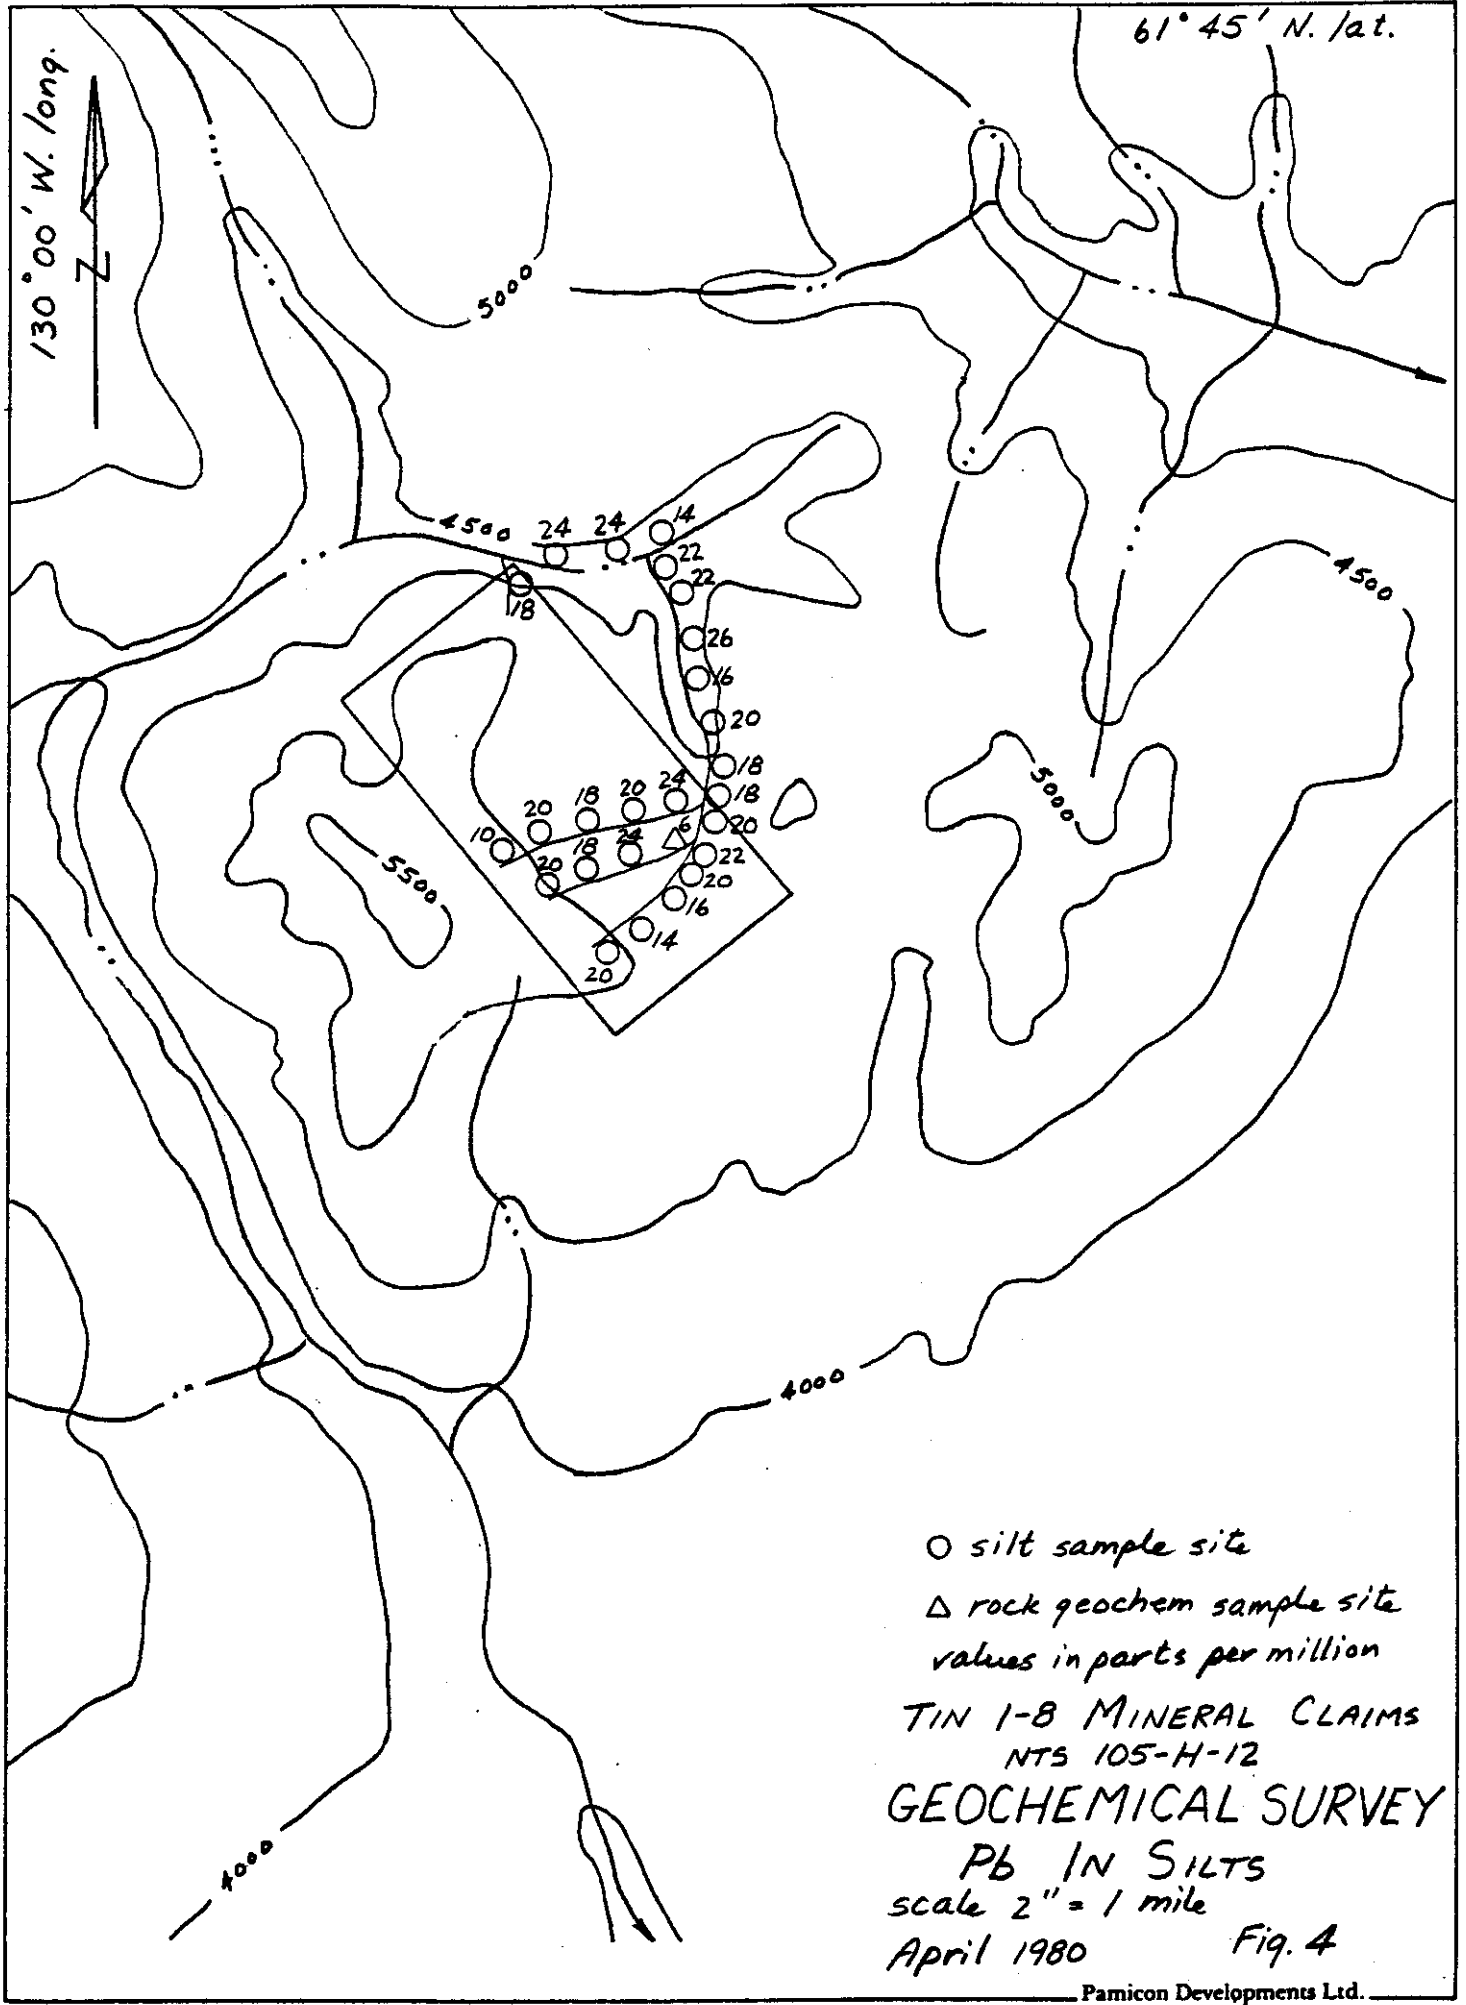 61° 45' N. lat.
130° 00' W. long.
N
5000
4500
24
24
14
22
22
18
26
16
20
18
18
20
24
20
18
20
10
6
24
18
20
22
20
16
14
20
5500
4500
5000
4000
4000
silt sample site
rock geochem sample site
values in parts per million
TIN 1-8 MINERAL CLAIMS
NTS 105-H-12
GEOCHEMICAL SURVEY
Pb IN SILTS
scale 2" = 1 mile
April 1980 Fig. 4
Pamicon Developments Ltd.